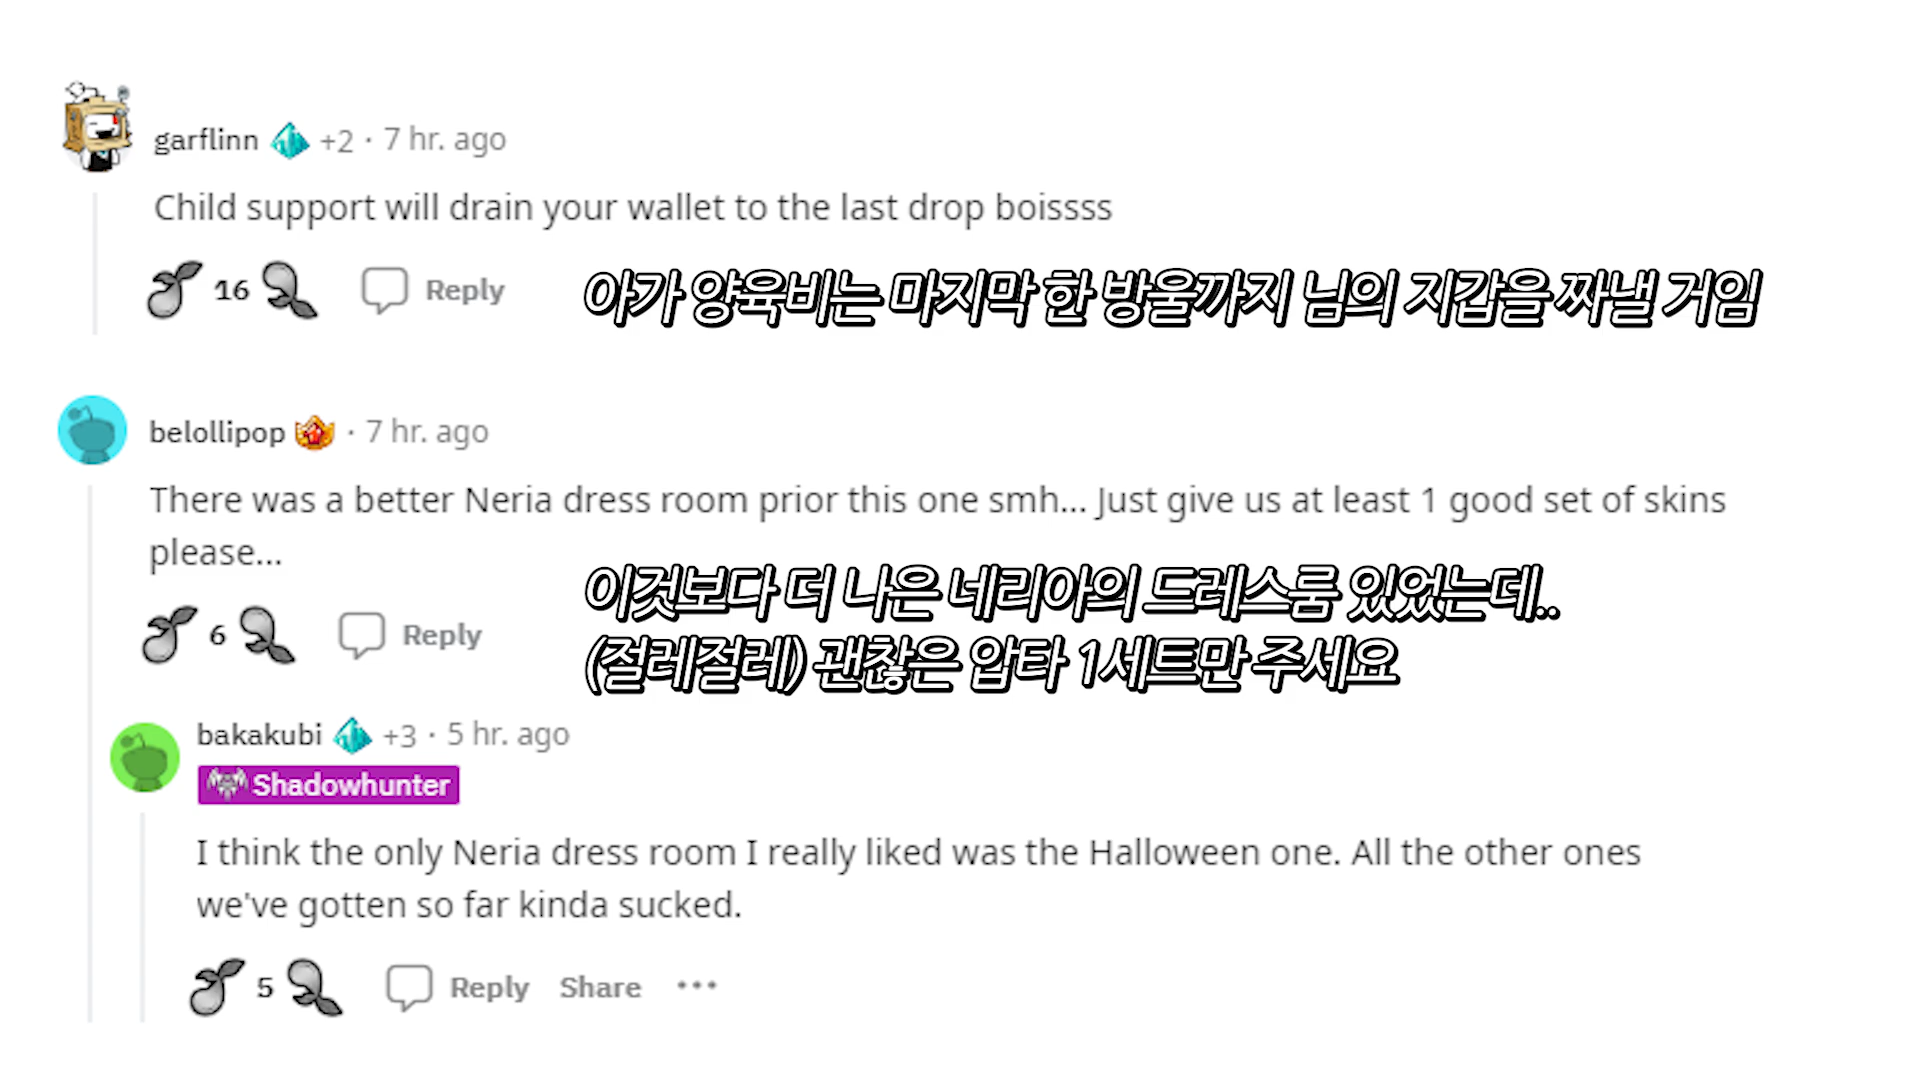 garflinn +2 · 7 hr. ago
Child support will drain your wallet to the last drop boissss
16 Reply
아가 양육비는 마지막 한 방울까지 님의 지갑을 짜낼 거임
belollipop · 7 hr. ago
There was a better Neria dress room prior this one smh... Just give us at least 1 good set of skins
please...
이것보다 더 나은 네리아의 드레스룸 있었는데..
6 Reply
(절레절레) 괜찮은 압타 1세트만 주세요
bakakubi +3 · 5 hr. ago
Shadowhunter
I think the only Neria dress room I really liked was the Halloween one. All the other ones
we've gotten so far kinda sucked.
5 Reply Share ···